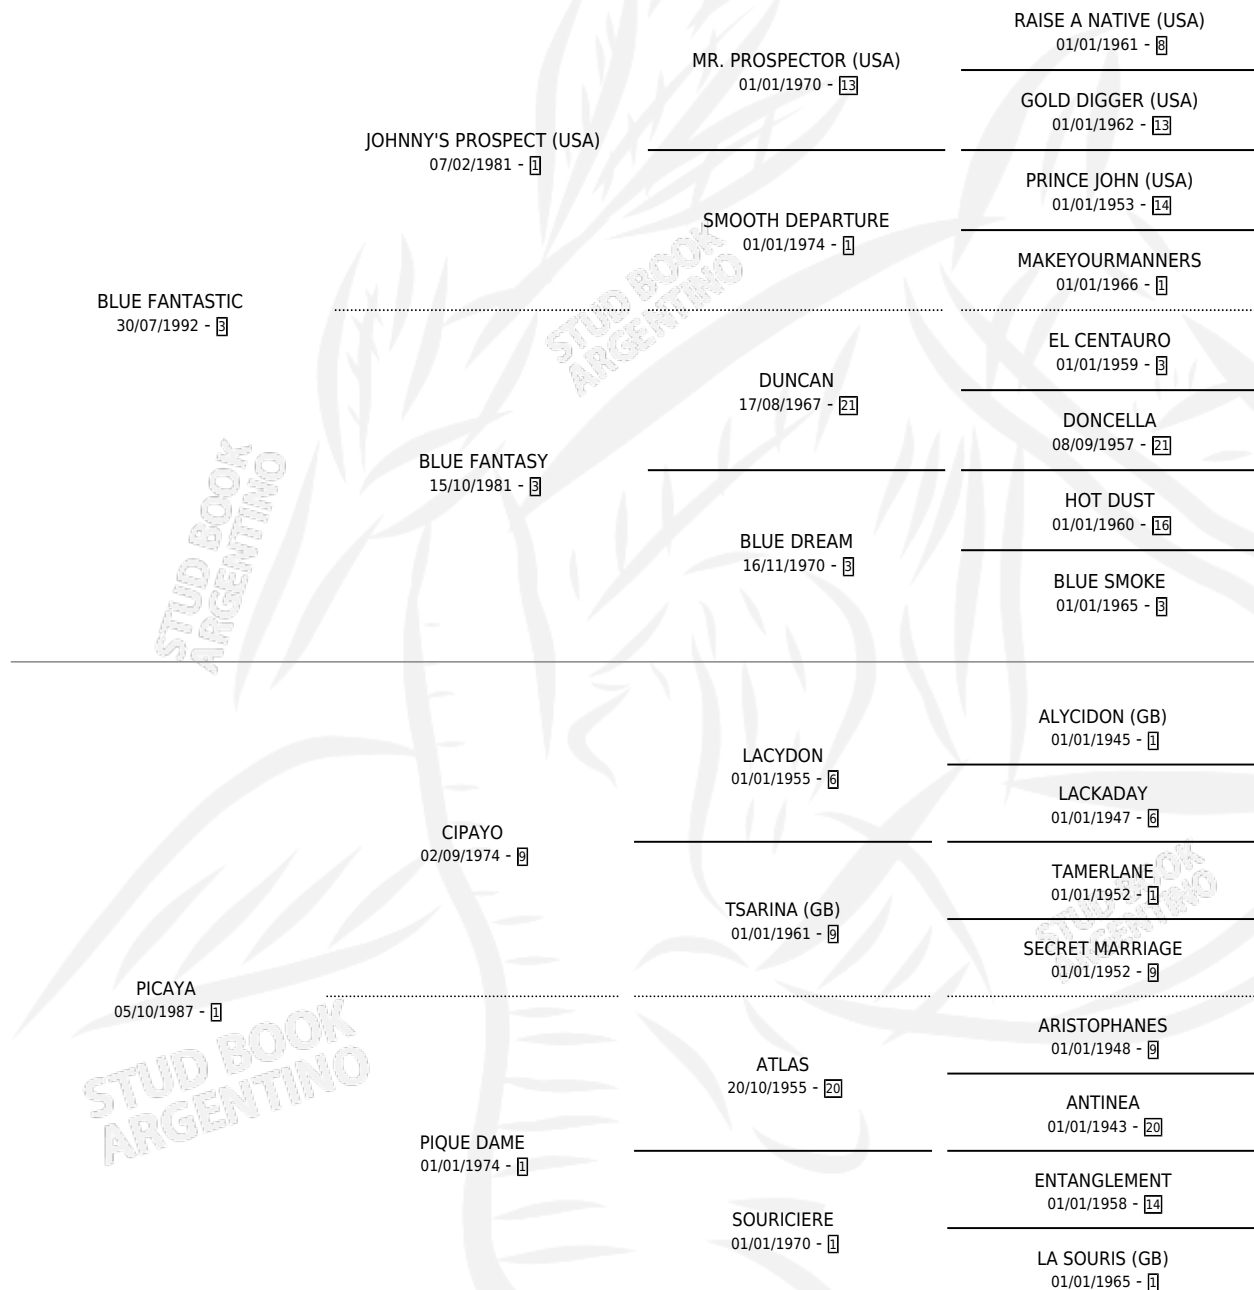 RAISE A NATIVE (USA)
01/01/1961 - 8
MR. PROSPECTOR (USA)
01/01/1970 - 13
GOLD DIGGER (USA)
01/01/1962 - 13
JOHNNY'S PROSPECT (USA)
07/02/1981 - 1
PRINCE JOHN (USA)
01/01/1953 - 14
SMOOTH DEPARTURE
01/01/1974 - 1
MAKEYOURMANNERS
01/01/1966 - 1
BLUE FANTASTIC
30/07/1992 - 3
STUD BOOK
ARGENTINO
EL CENTAURO
01/01/1959 - 3
DUNCAN
17/08/1967 - 21
DONCELLA
08/09/1957 - 21
BLUE FANTASY
15/10/1981 - 3
HOT DUST
01/01/1960 - 16
BLUE DREAM
16/11/1970 - 3
BLUE SMOKE
01/01/1965 - 3
STUD BOOK
ARGENTINO
ALYCIDON (GB)
01/01/1945 - 1
LACYDON
01/01/1955 - 6
LACKADAY
01/01/1947 - 6
CIPAYO
02/09/1974 - 9
TAMERLANE
01/01/1952 - 1
STUD BOOK
ARGENTINO
TSARINA (GB)
01/01/1961 - 9
SECRET MARRIAGE
01/01/1952 - 9
PICAYA
05/10/1987 - 1
ARISTOPHANES
01/01/1948 - 9
STUD BOOK
ARGENTINO
ATLAS
20/10/1955 - 20
ANTINEA
01/01/1943 - 20
PIQUE DAME
01/01/1974 - 1
ENTANGLEMENT
01/01/1958 - 14
SOURICIERE
01/01/1970 - 1
LA SOURIS (GB)
01/01/1965 - 1